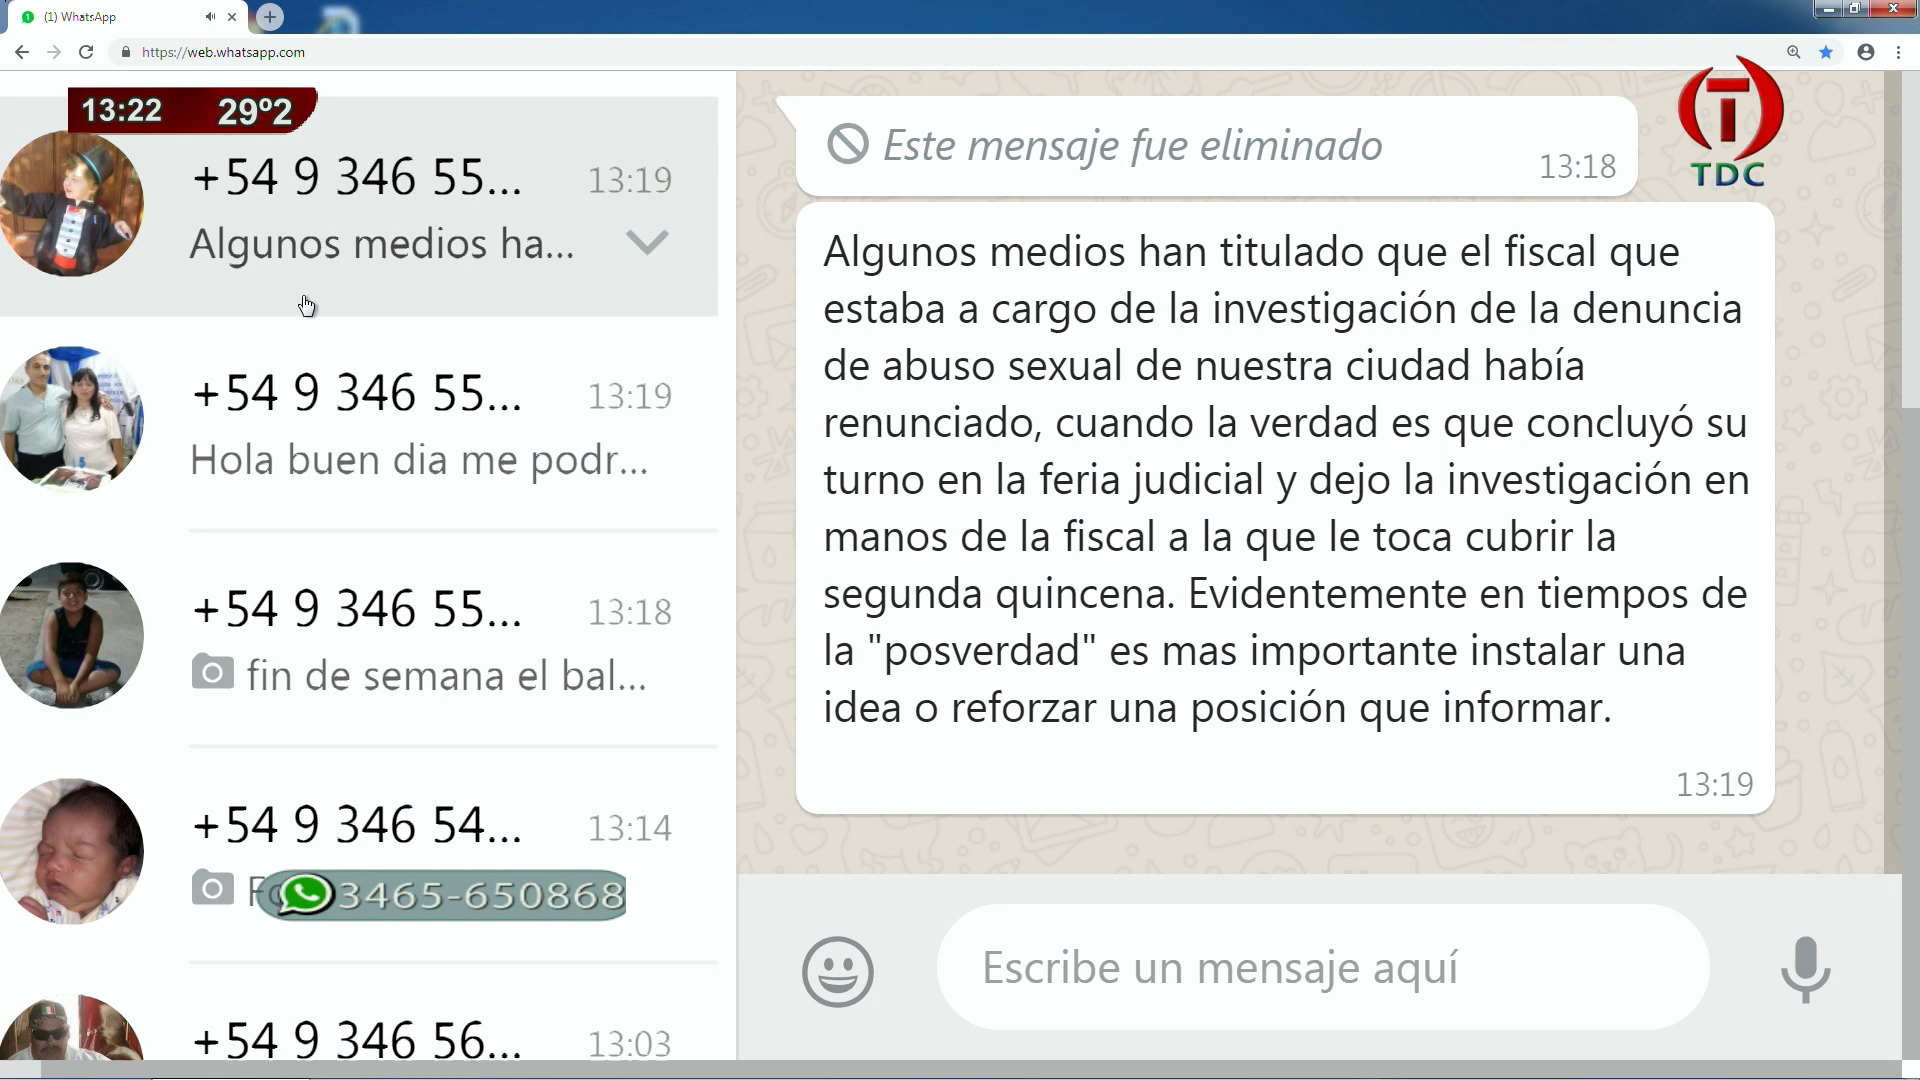 (1) WhatsApp
https://web.whatsapp.com
13:22 29º2
+54 9 346 55... 13:19
Algunos medios ha...
+54 9 346 55... 13:19
Hola buen dia me podr...
+54 9 346 55... 13:18
fin de semana el bal...
+54 9 346 54... 13:14
3465-650868
+54 9 346 56... 13:03
TDC
Este mensaje fue eliminado
13:18
Algunos medios han titulado que el fiscal que
estaba a cargo de la investigación de la denuncia
de abuso sexual de nuestra ciudad había
renunciado, cuando la verdad es que concluyó su
turno en la feria judicial y dejo la investigación en
manos de la fiscal a la que le toca cubrir la
segunda quincena. Evidentemente en tiempos de
la "posverdad" es mas importante instalar una
idea o reforzar una posición que informar.
13:19
Escribe un mensaje aquí